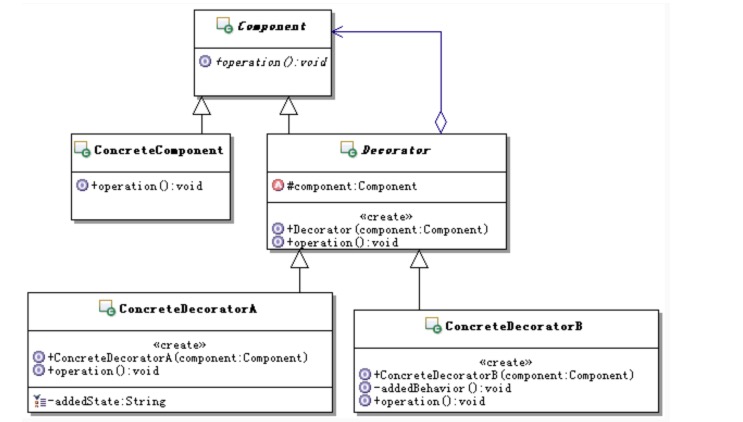 Component
+operation():void
ConcreteComponent
+operation():void
Decorator
#component:Component
«create»
+Decorator(component:Component)
+operation():void
ConcreteDecoratorA
«create»
+ConcreteDecoratorA(component:Component)
+operation():void
-addedState:String
ConcreteDecoratorB
«create»
+ConcreteDecoratorB(component:Component)
-addedBehavior():void
+operation():void